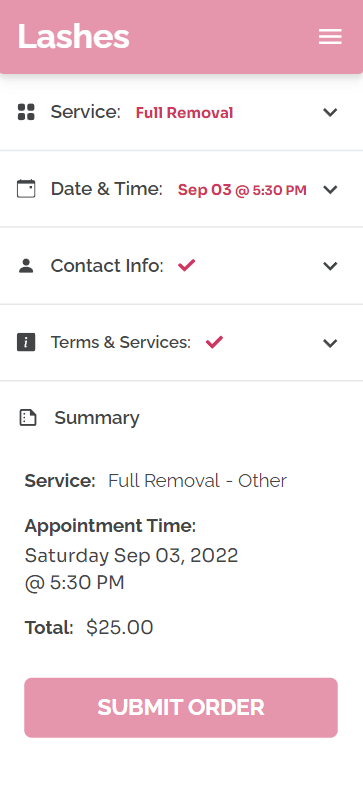 Lashes
Service: Full Removal
Date & Time: Sep 03 @ 5:30 PM
Contact Info:
Terms & Services:
Summary
Service: Full Removal - Other
Appointment Time:
Saturday Sep 03, 2022
@ 5:30 PM
Total: $25.00
SUBMIT ORDER